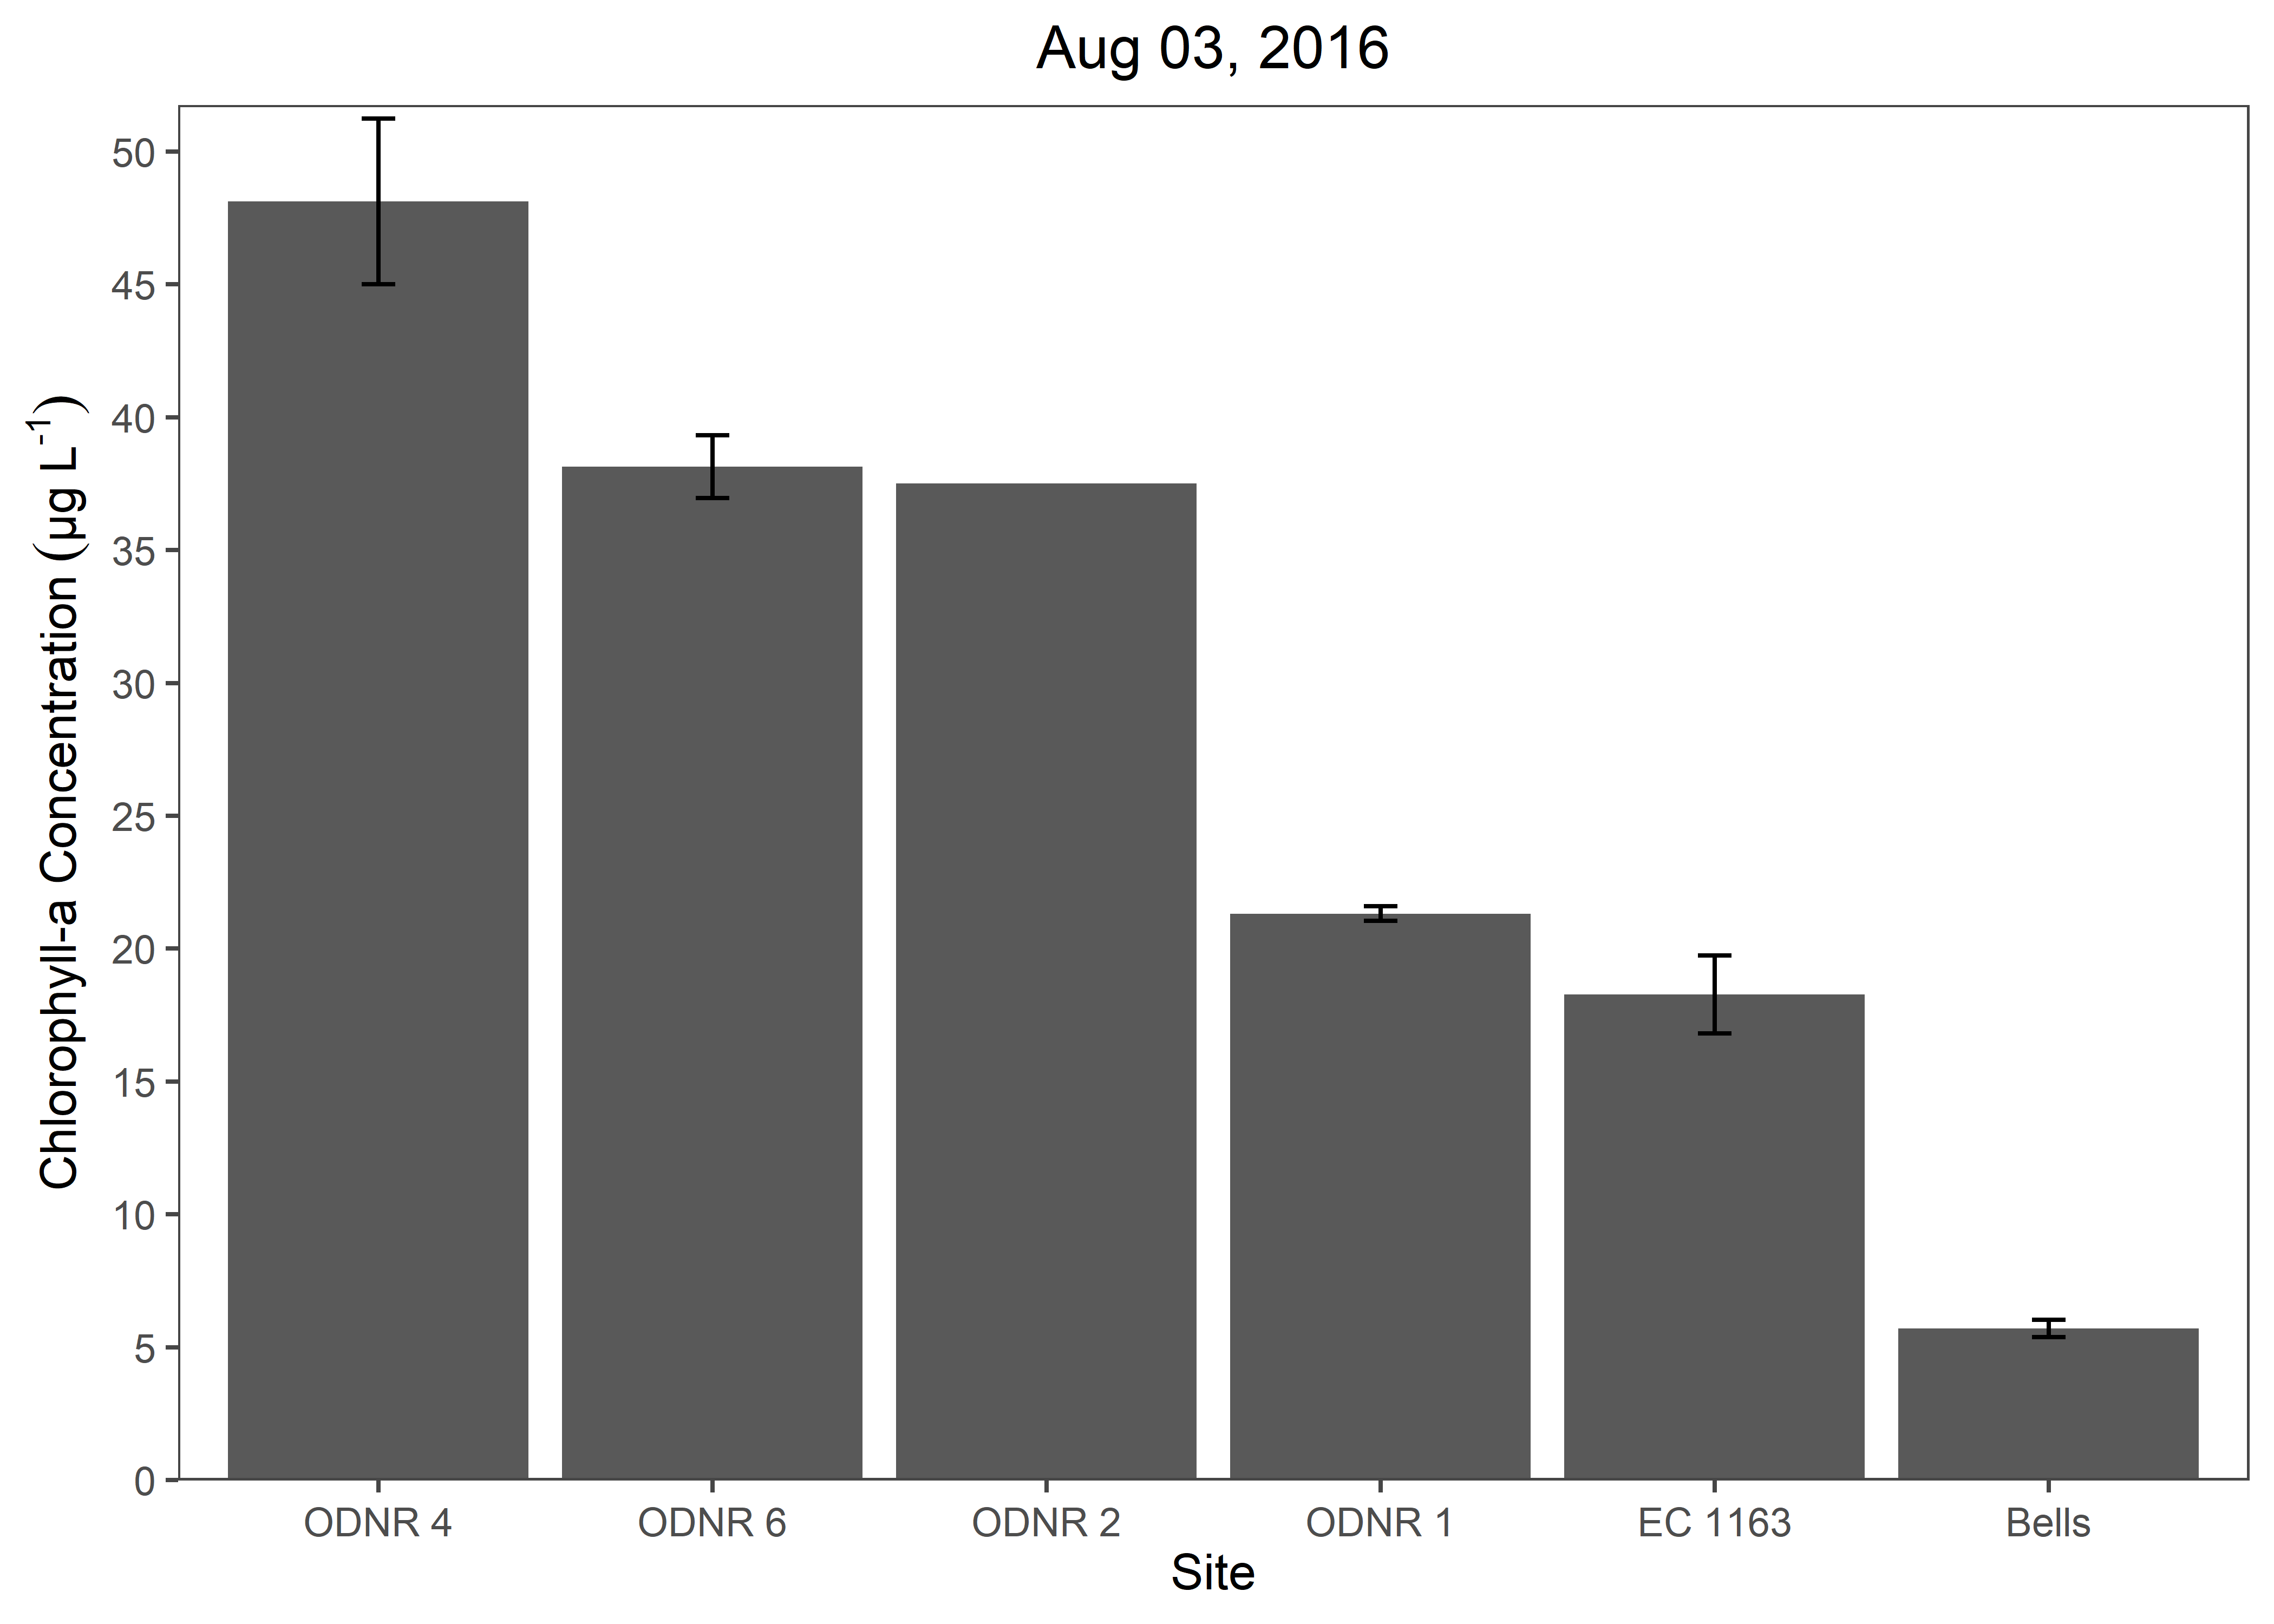 Aug 03, 2016
Chlorophyll-a Concentration (µg L⁻¹)
50
45
40
35
30
25
20
15
10
5
0
ODNR 4 ODNR 6 ODNR 2 ODNR 1 EC 1163 Bells
Site